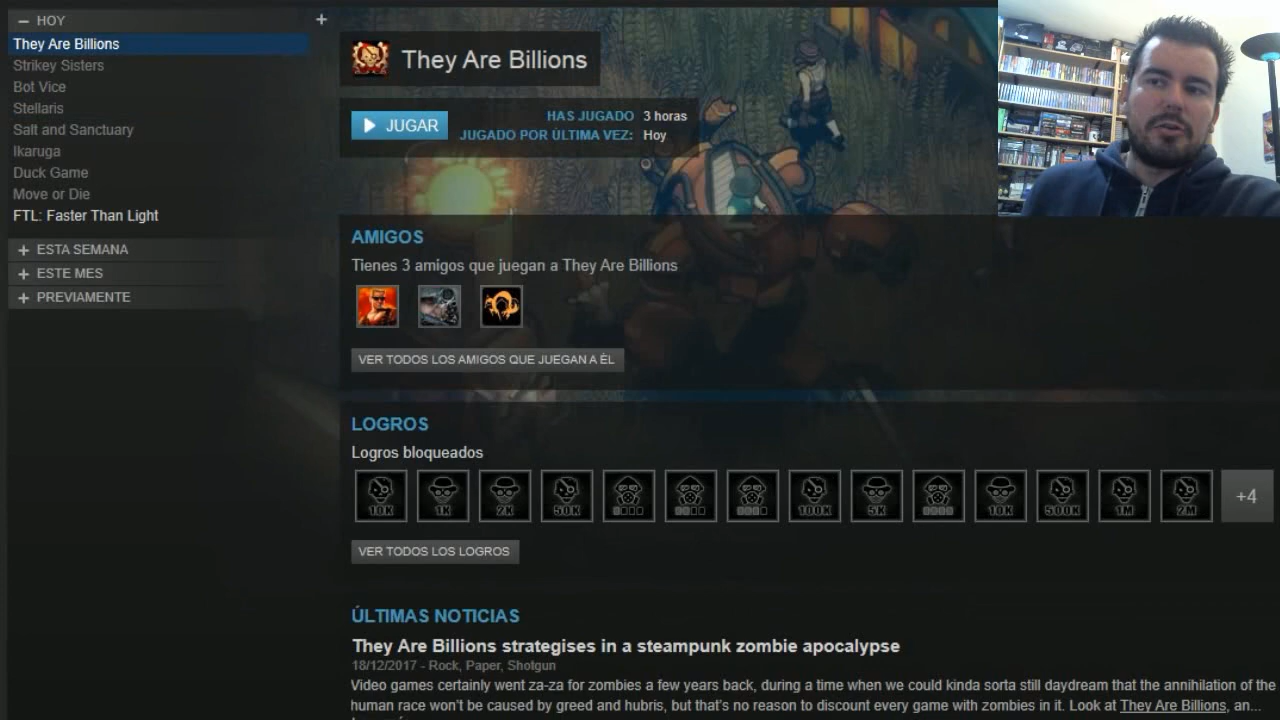 HOY
They Are Billions
Strikey Sisters
Bot Vice
Stellaris
Salt and Sanctuary
Ikaruga
Duck Game
Move or Die
FTL: Faster Than Light
ESTA SEMANA
ESTE MES
PREVIAMENTE
They Are Billions
JUGAR
HAS JUGADO 3 horas
JUGADO POR ÚLTIMA VEZ: Hoy
AMIGOS
Tienes 3 amigos que juegan a They Are Billions
VER TODOS LOS AMIGOS QUE JUEGAN A ÉL
LOGROS
Logros bloqueados
10K 1K 2K 50K 100K 5K 10K 500K 1M 2M +4
VER TODOS LOS LOGROS
ÚLTIMAS NOTICIAS
They Are Billions strategises in a steampunk zombie apocalypse
18/12/2017 - Rock, Paper, Shotgun
Video games certainly went za-za for zombies a few years back, during a time when we could kinda sorta still daydream that the annihilation of the
human race won't be caused by greed and hubris, but that's no reason to discount every game with zombies in it. Look at They Are Billions, an...